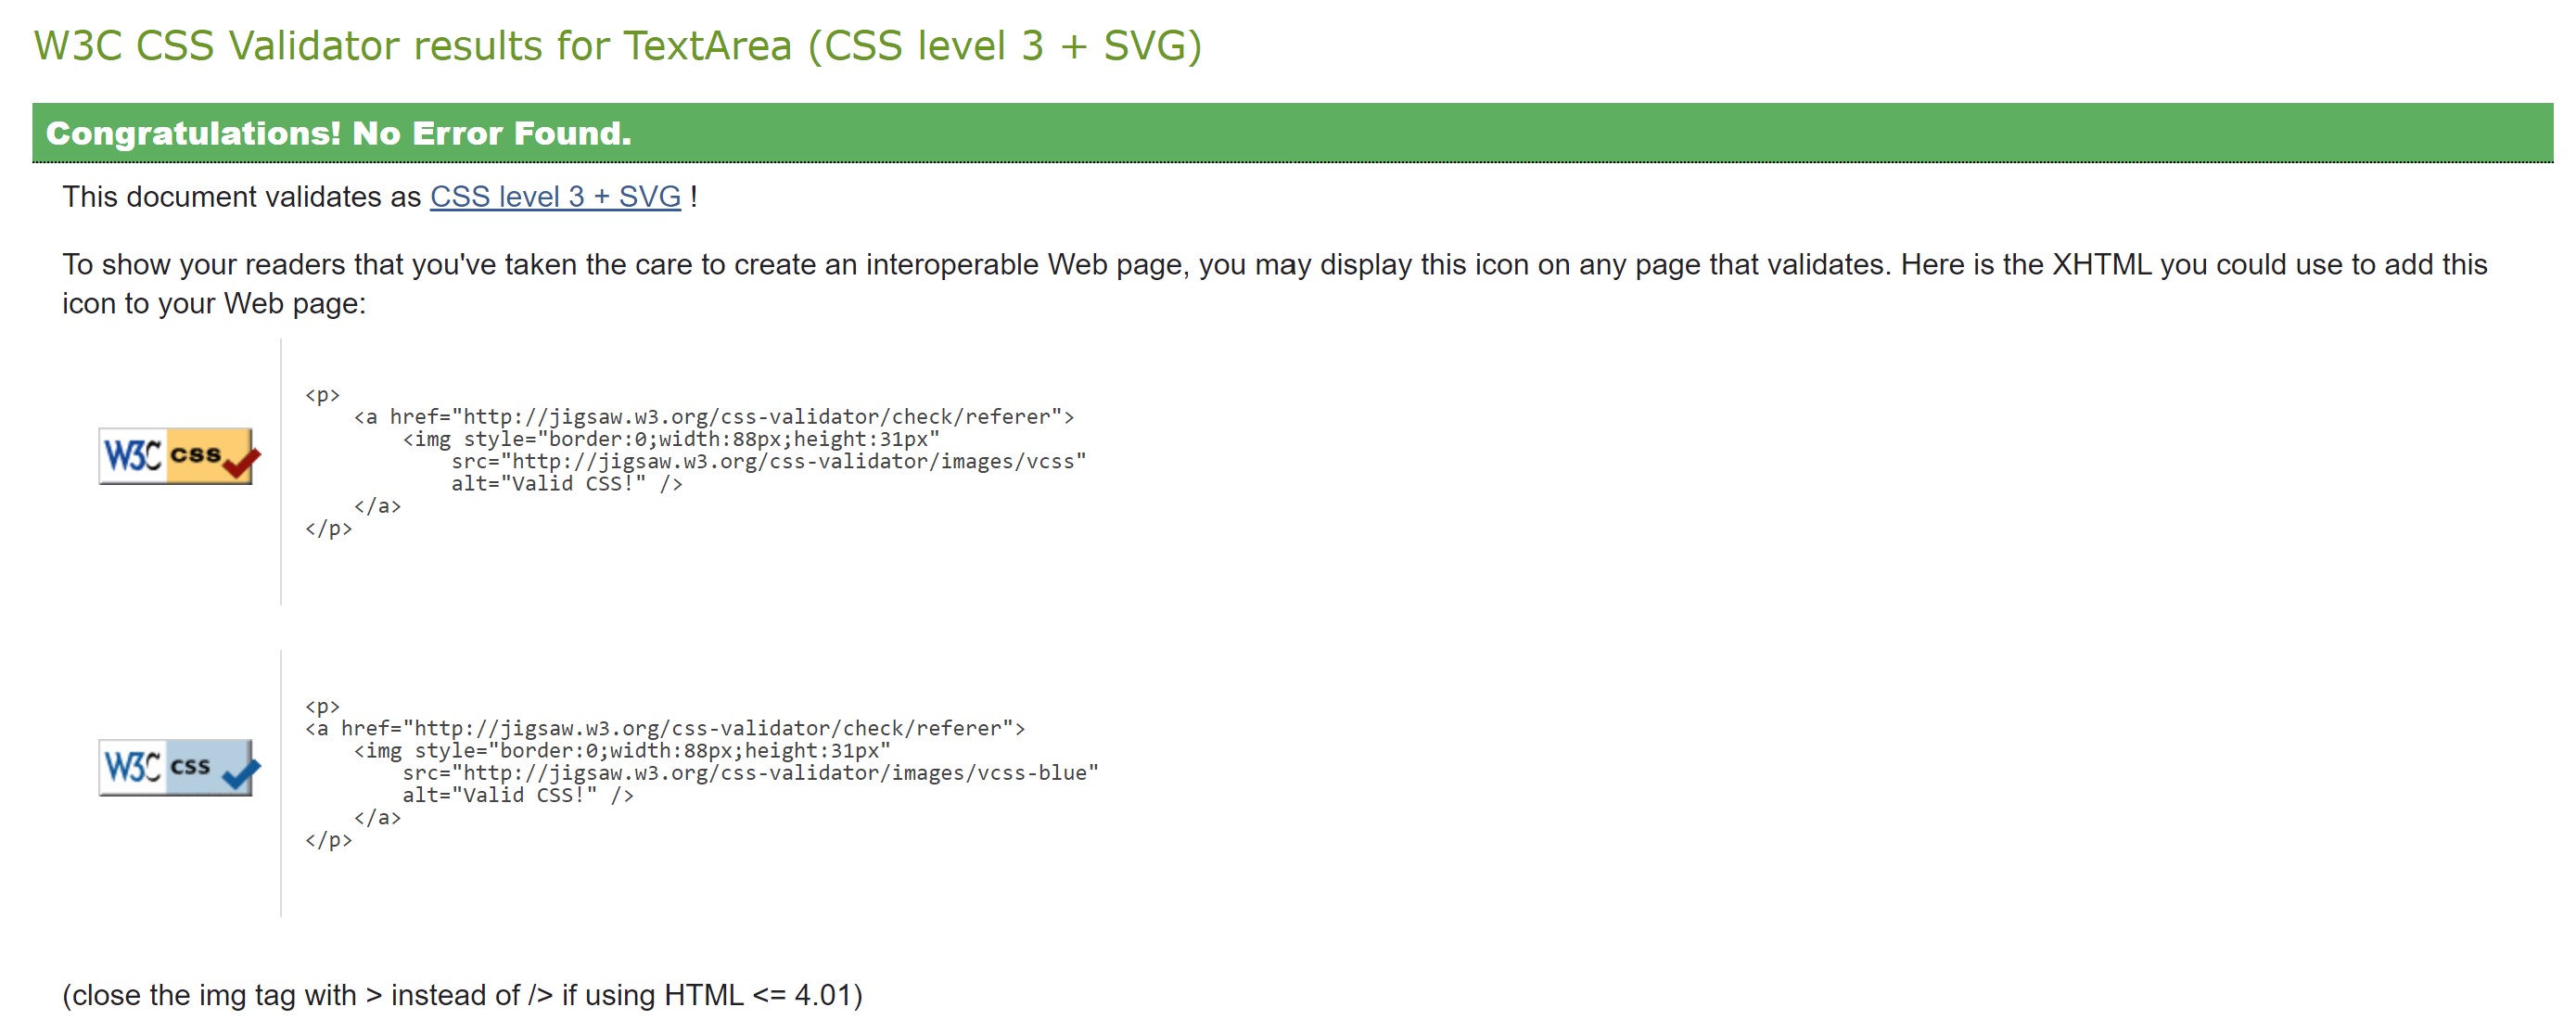 W3C CSS Validator results for TextArea (CSS level 3 + SVG)
Congratulations! No Error Found.
This document validates as CSS level 3 + SVG !
To show your readers that you've taken the care to create an interoperable Web page, you may display this icon on any page that validates. Here is the XHTML you could use to add this
icon to your Web page:
W3C css
<p>
    <a href="http://jigsaw.w3.org/css-validator/check/referer">
        <img style="border:0;width:88px;height:31px"
            src="http://jigsaw.w3.org/css-validator/images/vcss"
            alt="Valid CSS!" />
    </a>
</p>
W3C css
<p>
<a href="http://jigsaw.w3.org/css-validator/check/referer">
    <img style="border:0;width:88px;height:31px"
        src="http://jigsaw.w3.org/css-validator/images/vcss-blue"
        alt="Valid CSS!" />
    </a>
</p>
(close the img tag with > instead of /> if using HTML <= 4.01)